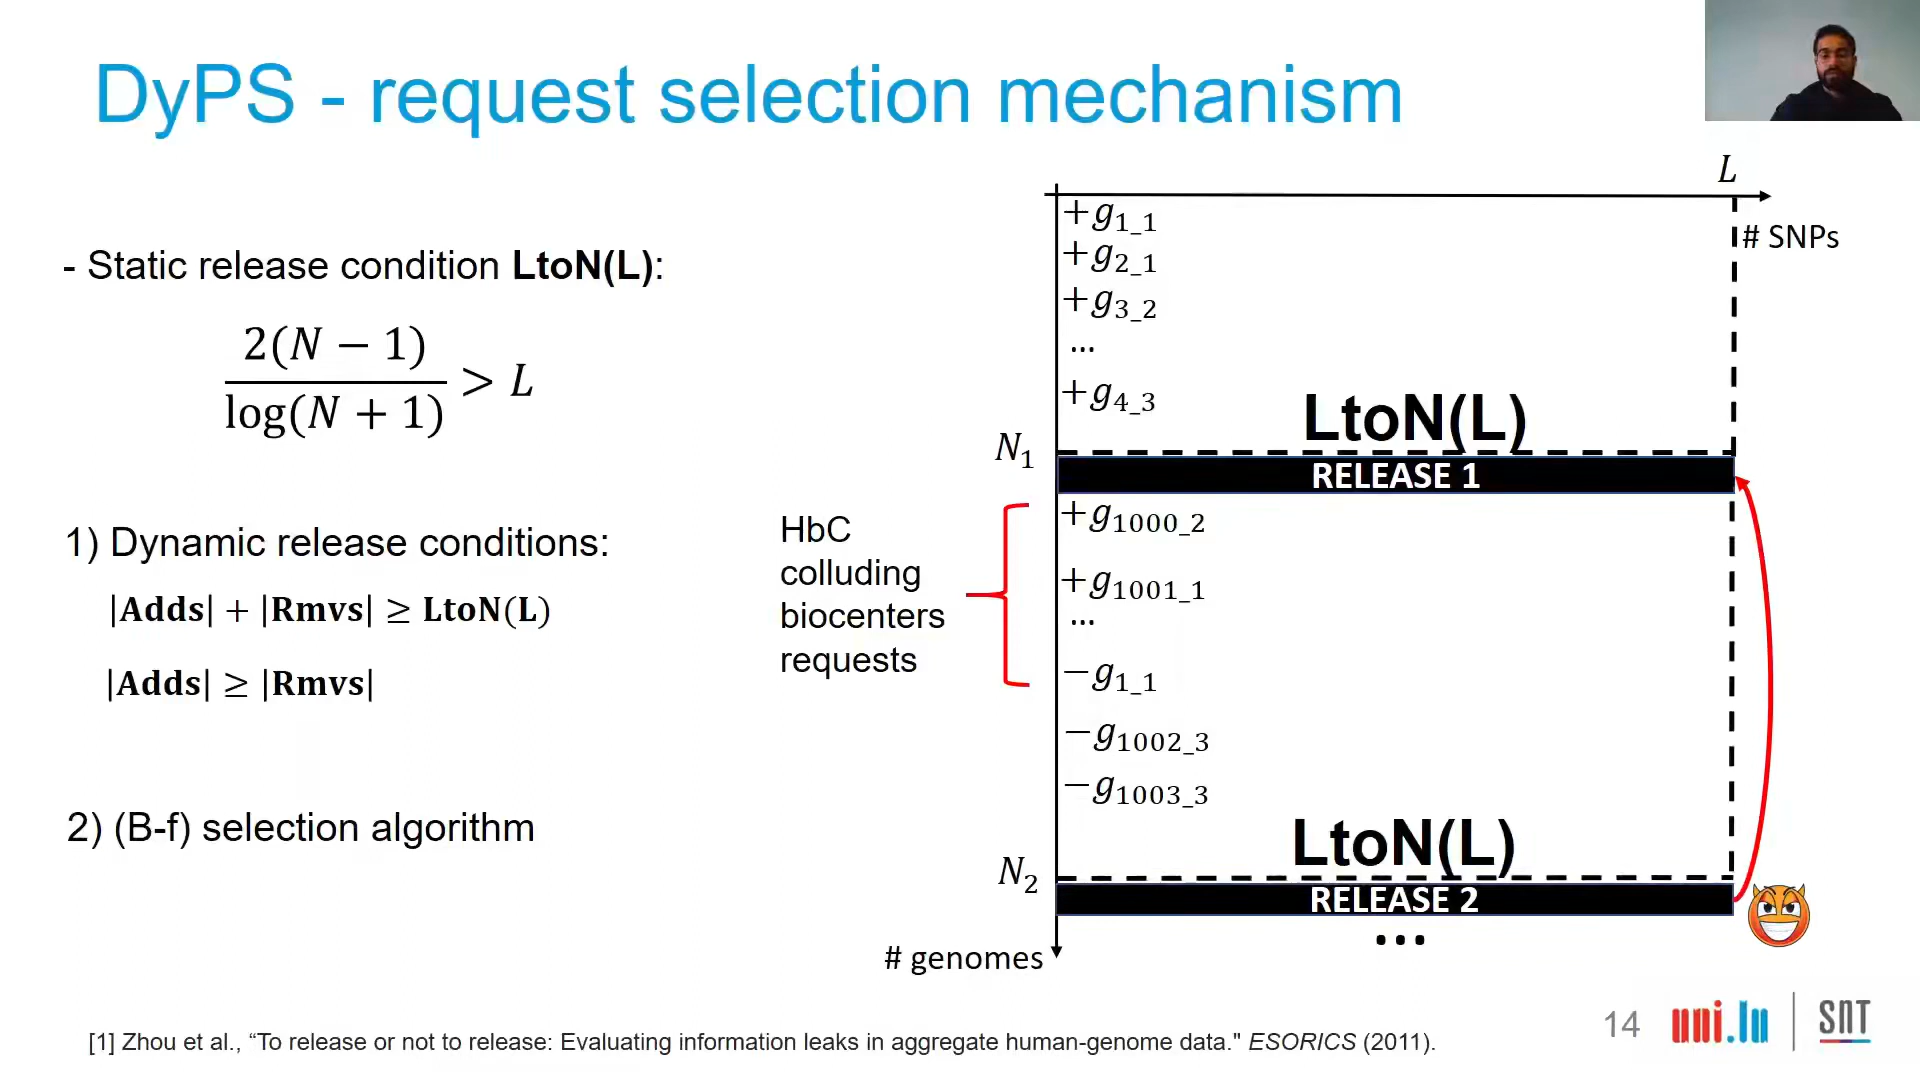 DyPS - request selection mechanism
- Static release condition LtoN(L):
2(N − 1)
log(N + 1)
> L
1) Dynamic release conditions:
|Adds| + |Rmvs| ≥ LtoN(L)
|Adds| ≥ |Rmvs|
2) (B-f) selection algorithm
HbC
colluding
biocenters
requests
L
# SNPs
+g1_1
+g2_1
+g3_2
...
+g4_3
LtoN(L)
N1
RELEASE 1
+g1000_2
+g1001_1
...
−g1_1
−g1002_3
−g1003_3
LtoN(L)
N2
RELEASE 2
...
# genomes
[1] Zhou et al., “To release or not to release: Evaluating information leaks in aggregate human-genome data." ESORICS (2011).
14
uni.lu
SNT